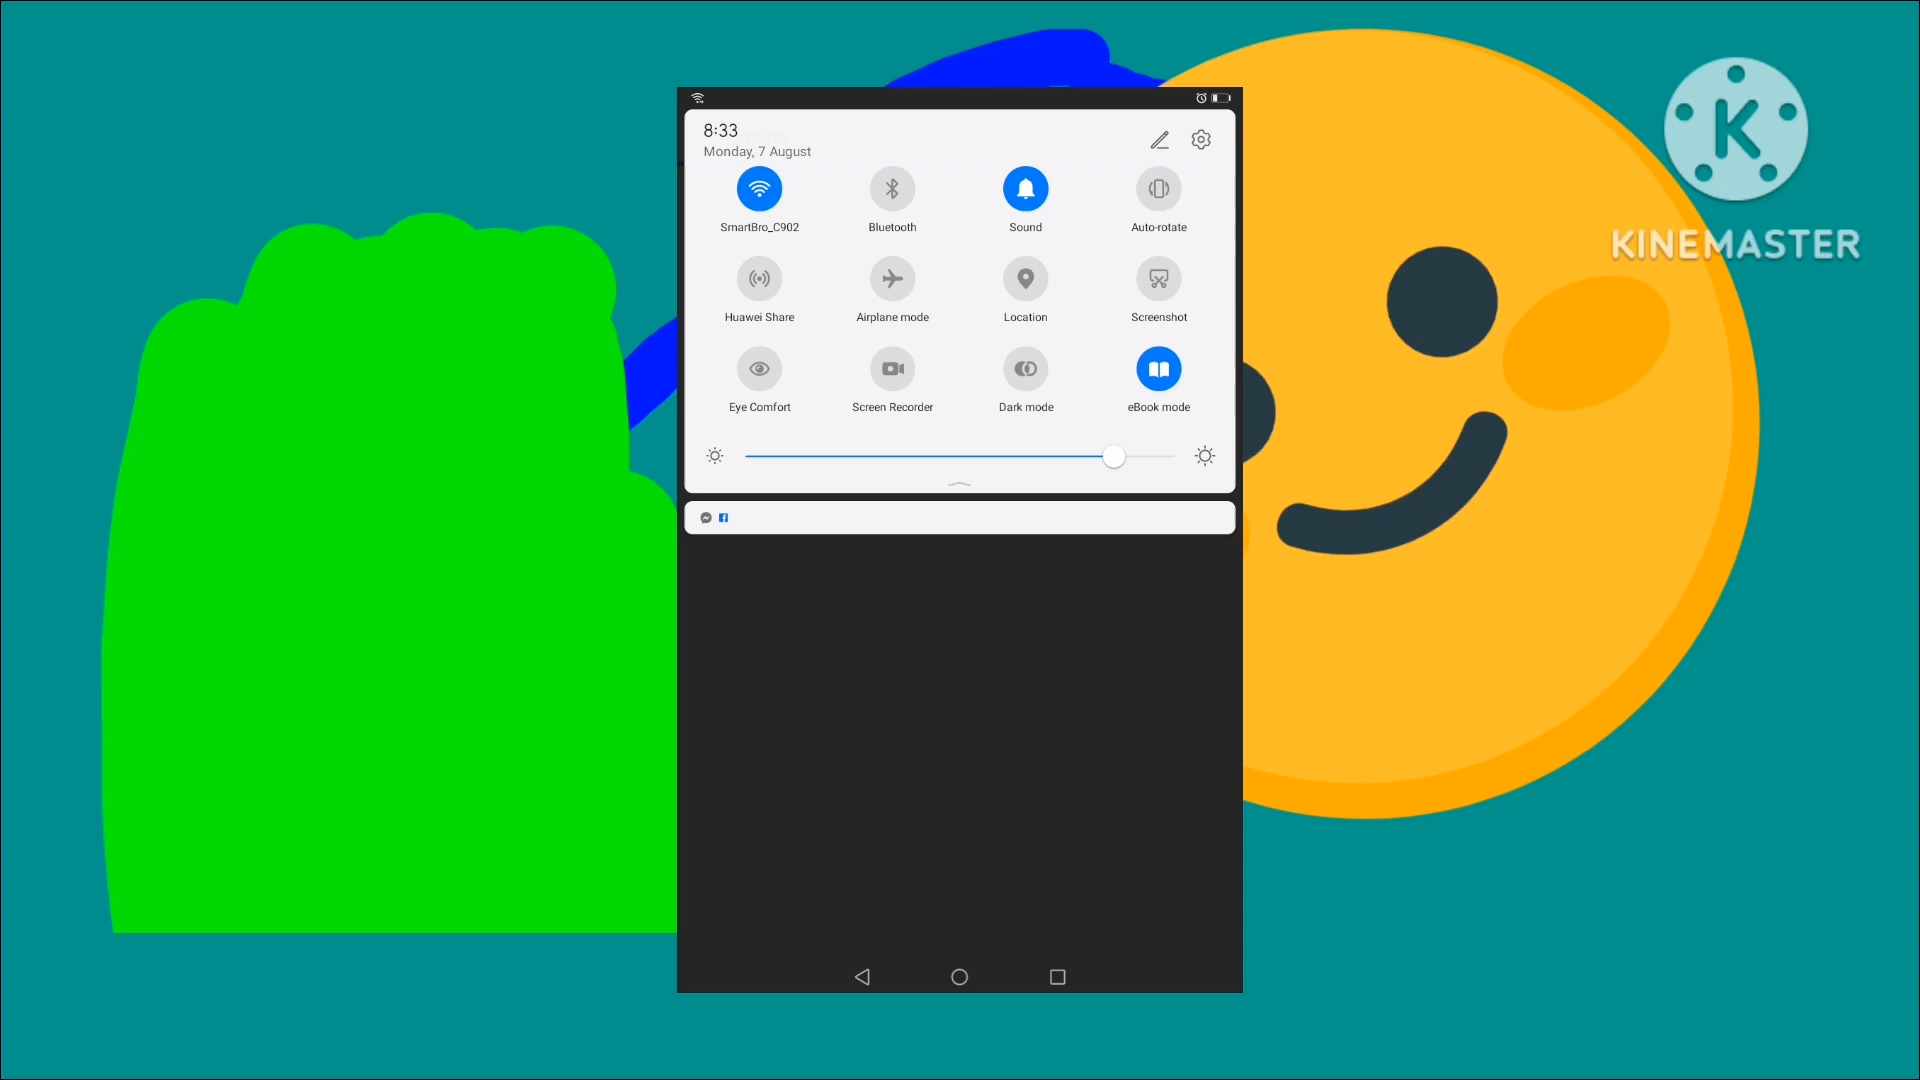 8:33
Monday, 7 August
SmartBro_C902
Bluetooth
Sound
Auto-rotate
Huawei Share
Airplane mode
Location
Screenshot
Eye Comfort
Screen Recorder
Dark mode
eBook mode
K
KINEMASTER